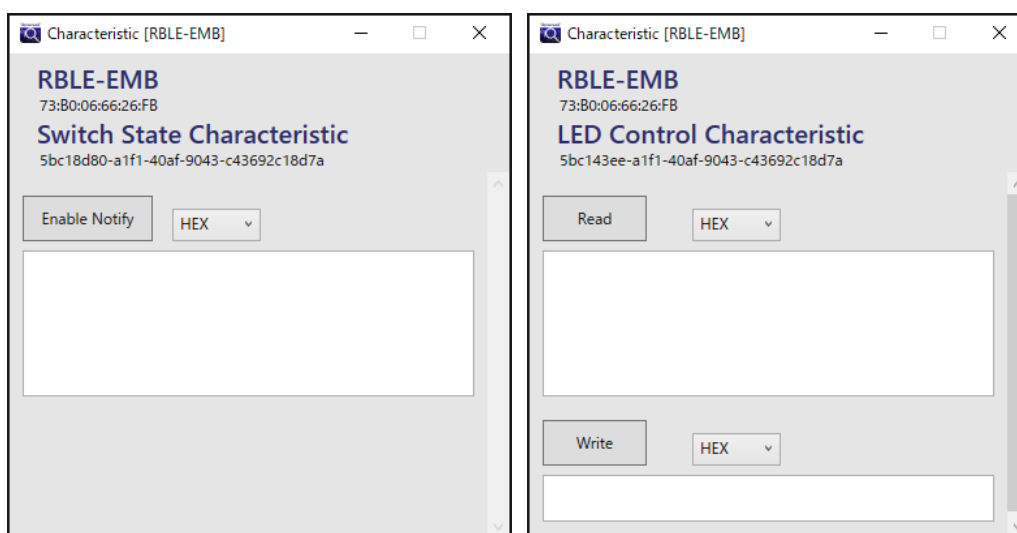 Characteristic [RBLE-EMB]
RBLE-EMB
73:B0:06:66:26:FB
Switch State Characteristic
5bc18d80-a1f1-40af-9043-c43692c18d7a
Enable Notify
HEX
Characteristic [RBLE-EMB]
RBLE-EMB
73:B0:06:66:26:FB
LED Control Characteristic
5bc143ee-a1f1-40af-9043-c43692c18d7a
Read
HEX
Write
HEX